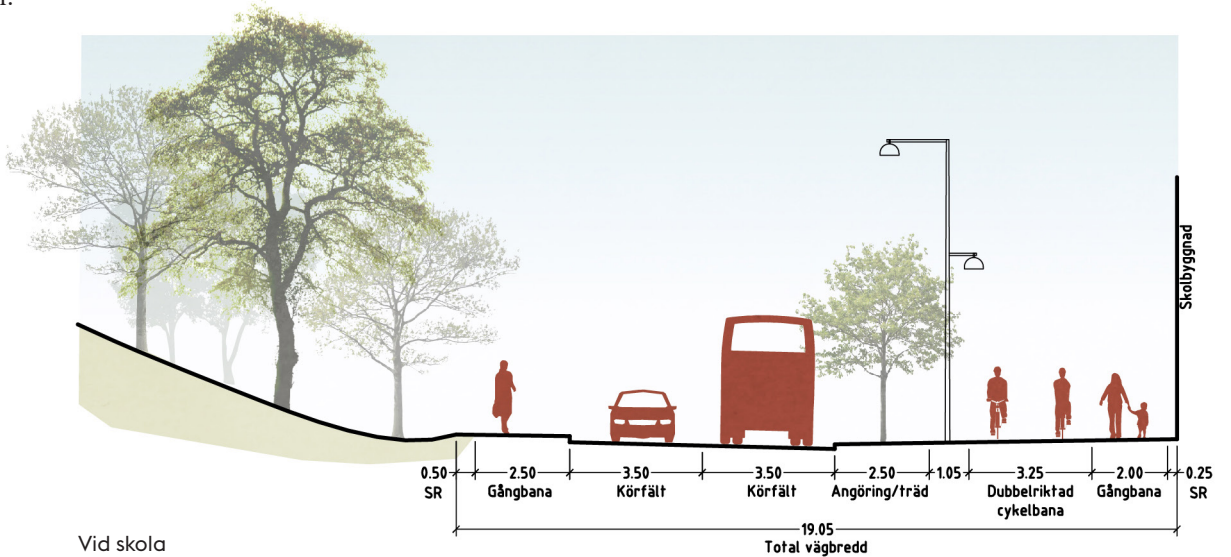 Skolbyggnad
0.50 2.50 3.50 3.50 2.50 1.05 3.25 2.00 0.25
SR Gångbana Körfält Körfält Angöring/träd Dubbelriktad Gångbana SR
cykelbana
19.05
Total vägbredd
Vid skola